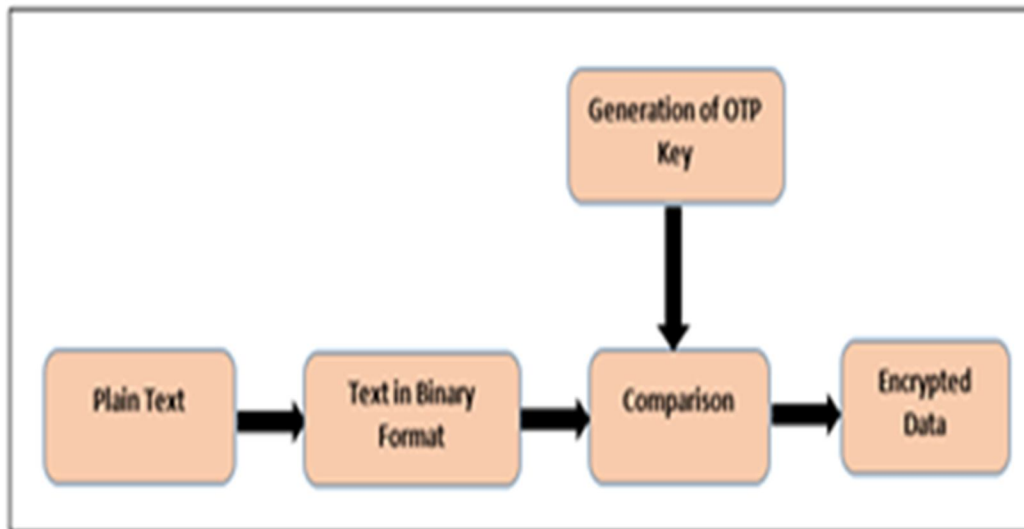 Generation of OTP
Key
Plain Text
Text in Binary
Format
Comparison
Encrypted
Data